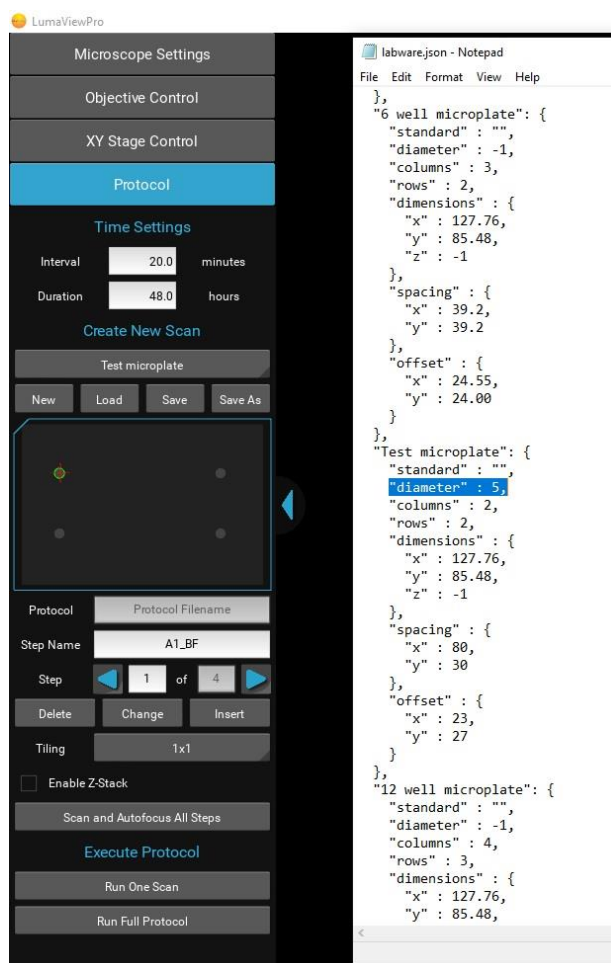 LumaViewPro
Microscope Settings
Objective Control
XY Stage Control
Protocol
Time Settings
Interval 20.0 minutes
Duration 48.0 hours
Create New Scan
Test microplate
New Load Save Save As
Protocol Protocol Filename
Step Name A1_BF
Step 1 of 4
Delete Change Insert
Tiling 1x1
Enable Z-Stack
Scan and Autofocus All Steps
Execute Protocol
Run One Scan
Run Full Protocol
labware.json - Notepad
File Edit Format View Help
},
"6 well microplate": {
"standard" : "",
"diameter" : -1,
"columns" : 3,
"rows" : 2,
"dimensions" : {
"x" : 127.76,
"y" : 85.48,
"z" : -1
},
"spacing" : {
"x" : 39.2,
"y" : 39.2
},
"offset" : {
"x" : 24.55,
"y" : 24.00
}
},
"Test microplate": {
"standard" : "",
"diameter" : 5,
"columns" : 2,
"rows" : 2,
"dimensions" : {
"x" : 127.76,
"y" : 85.48,
"z" : -1
},
"spacing" : {
"x" : 80,
"y" : 30
},
"offset" : {
"x" : 23,
"y" : 27
}
},
"12 well microplate": {
"standard" : "",
"diameter" : -1,
"columns" : 4,
"rows" : 3,
"dimensions" : {
"x" : 127.76,
"y" : 85.48,